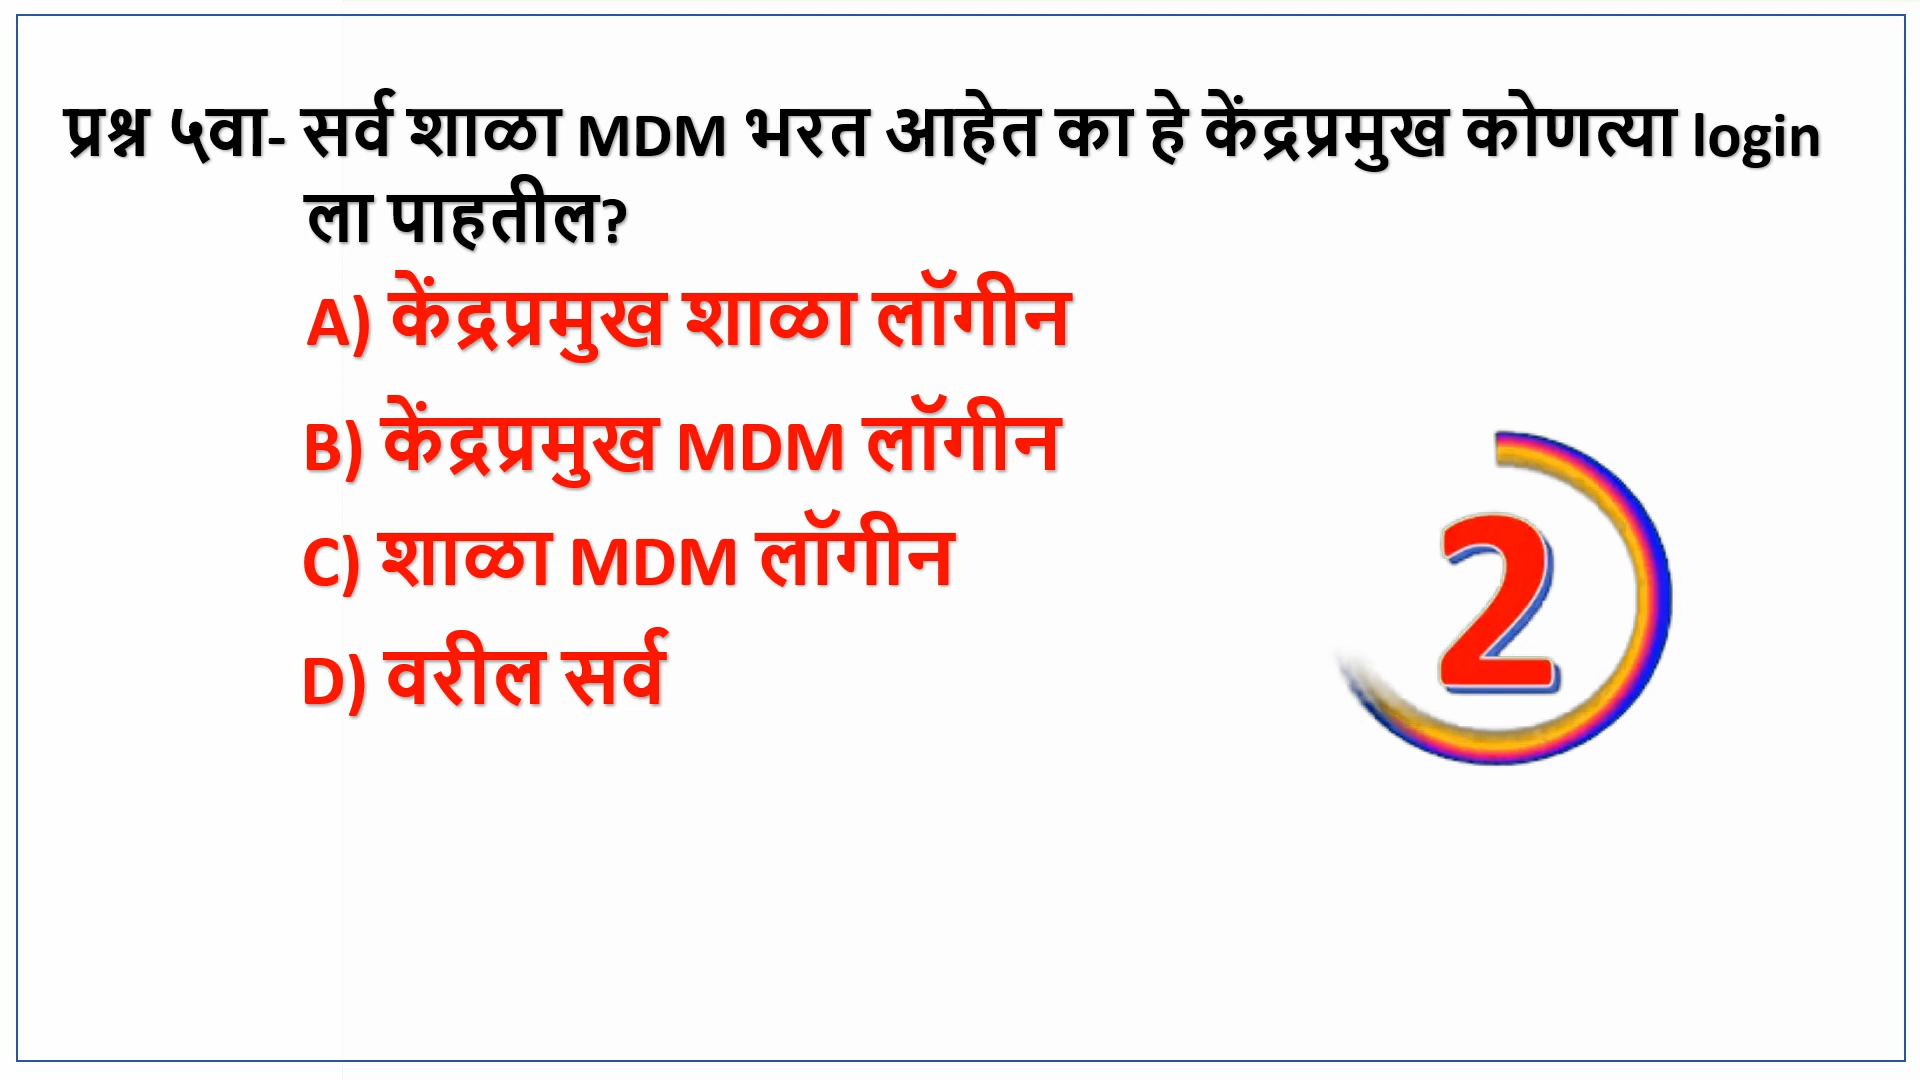 प्रश्न ५वा- सर्व शाळा MDM भरत आहेत का हे केंद्रप्रमुख कोणत्या login
ला पाहतील?
A) केंद्रप्रमुख शाळा लॉगीन
B) केंद्रप्रमुख MDM लॉगीन
C) शाळा MDM लॉगीन
D) वरील सर्व
2